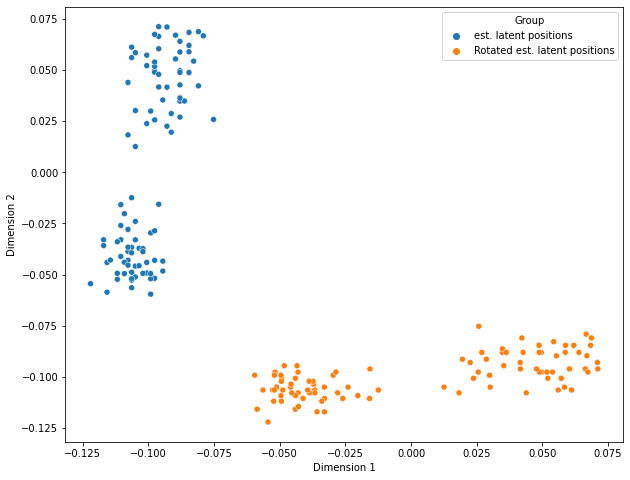 Group
est. latent positions
Rotated est. latent positions
0.075
0.050
0.025
0.000
−0.025
−0.050
−0.075
−0.100
−0.125
Dimension 2
−0.125 −0.100 −0.075 −0.050 −0.025 0.000 0.025 0.050 0.075
Dimension 1